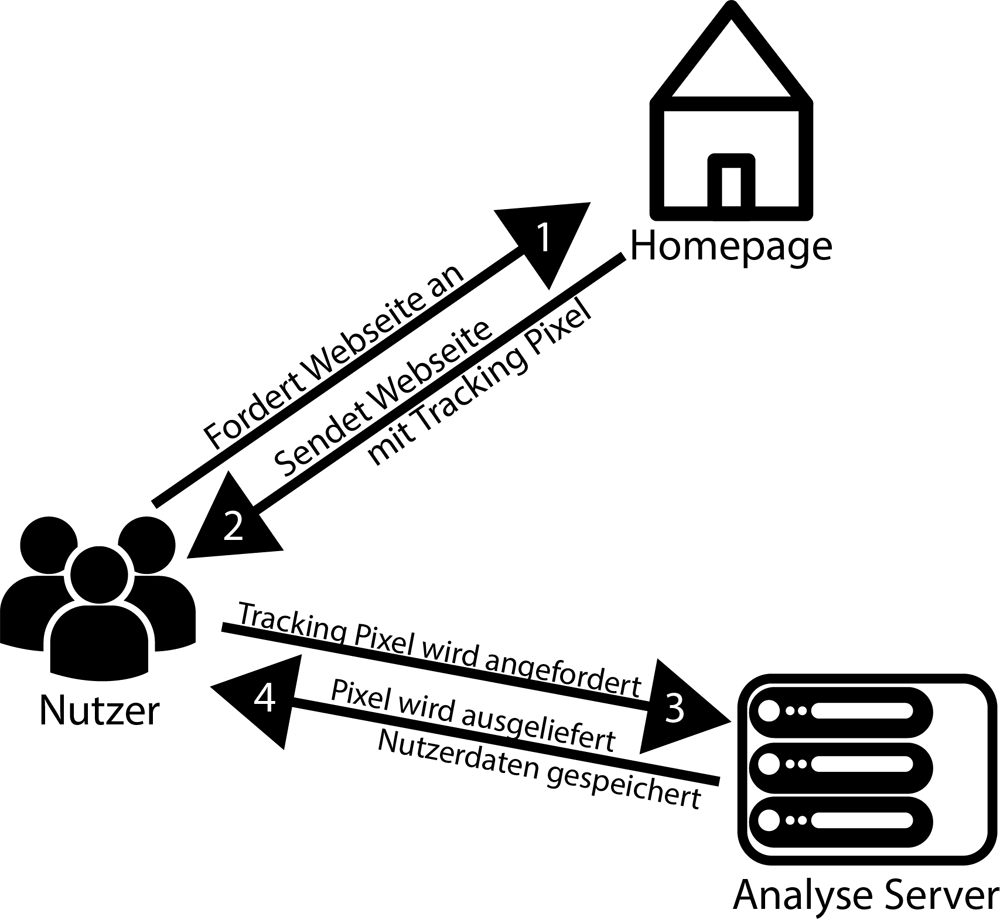 Homepage
1
Fordert Webseite an
Sendet Webseite
mit Tracking Pixel
2
Nutzer
Tracking Pixel wird angefordert
3
4
Pixel wird ausgeliefert
Nutzerdaten gespeichert
Analyse Server